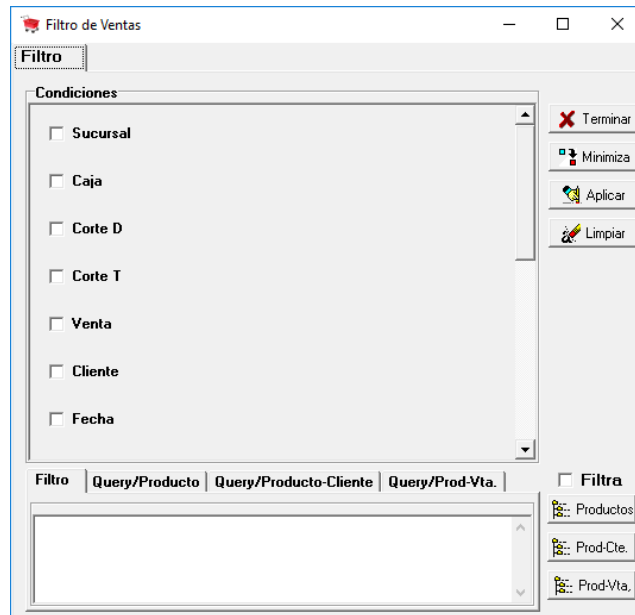 Filtro de Ventas
Filtro
Condiciones
Sucursal
Caja
Corte D
Corte T
Venta
Cliente
Fecha
Terminar
Minimiza
Aplicar
Limpiar
Filtro Query/Producto Query/Producto-Cliente Query/Prod-Vta.
Filtra
Productos
Prod-Cte.
Prod-Vta,